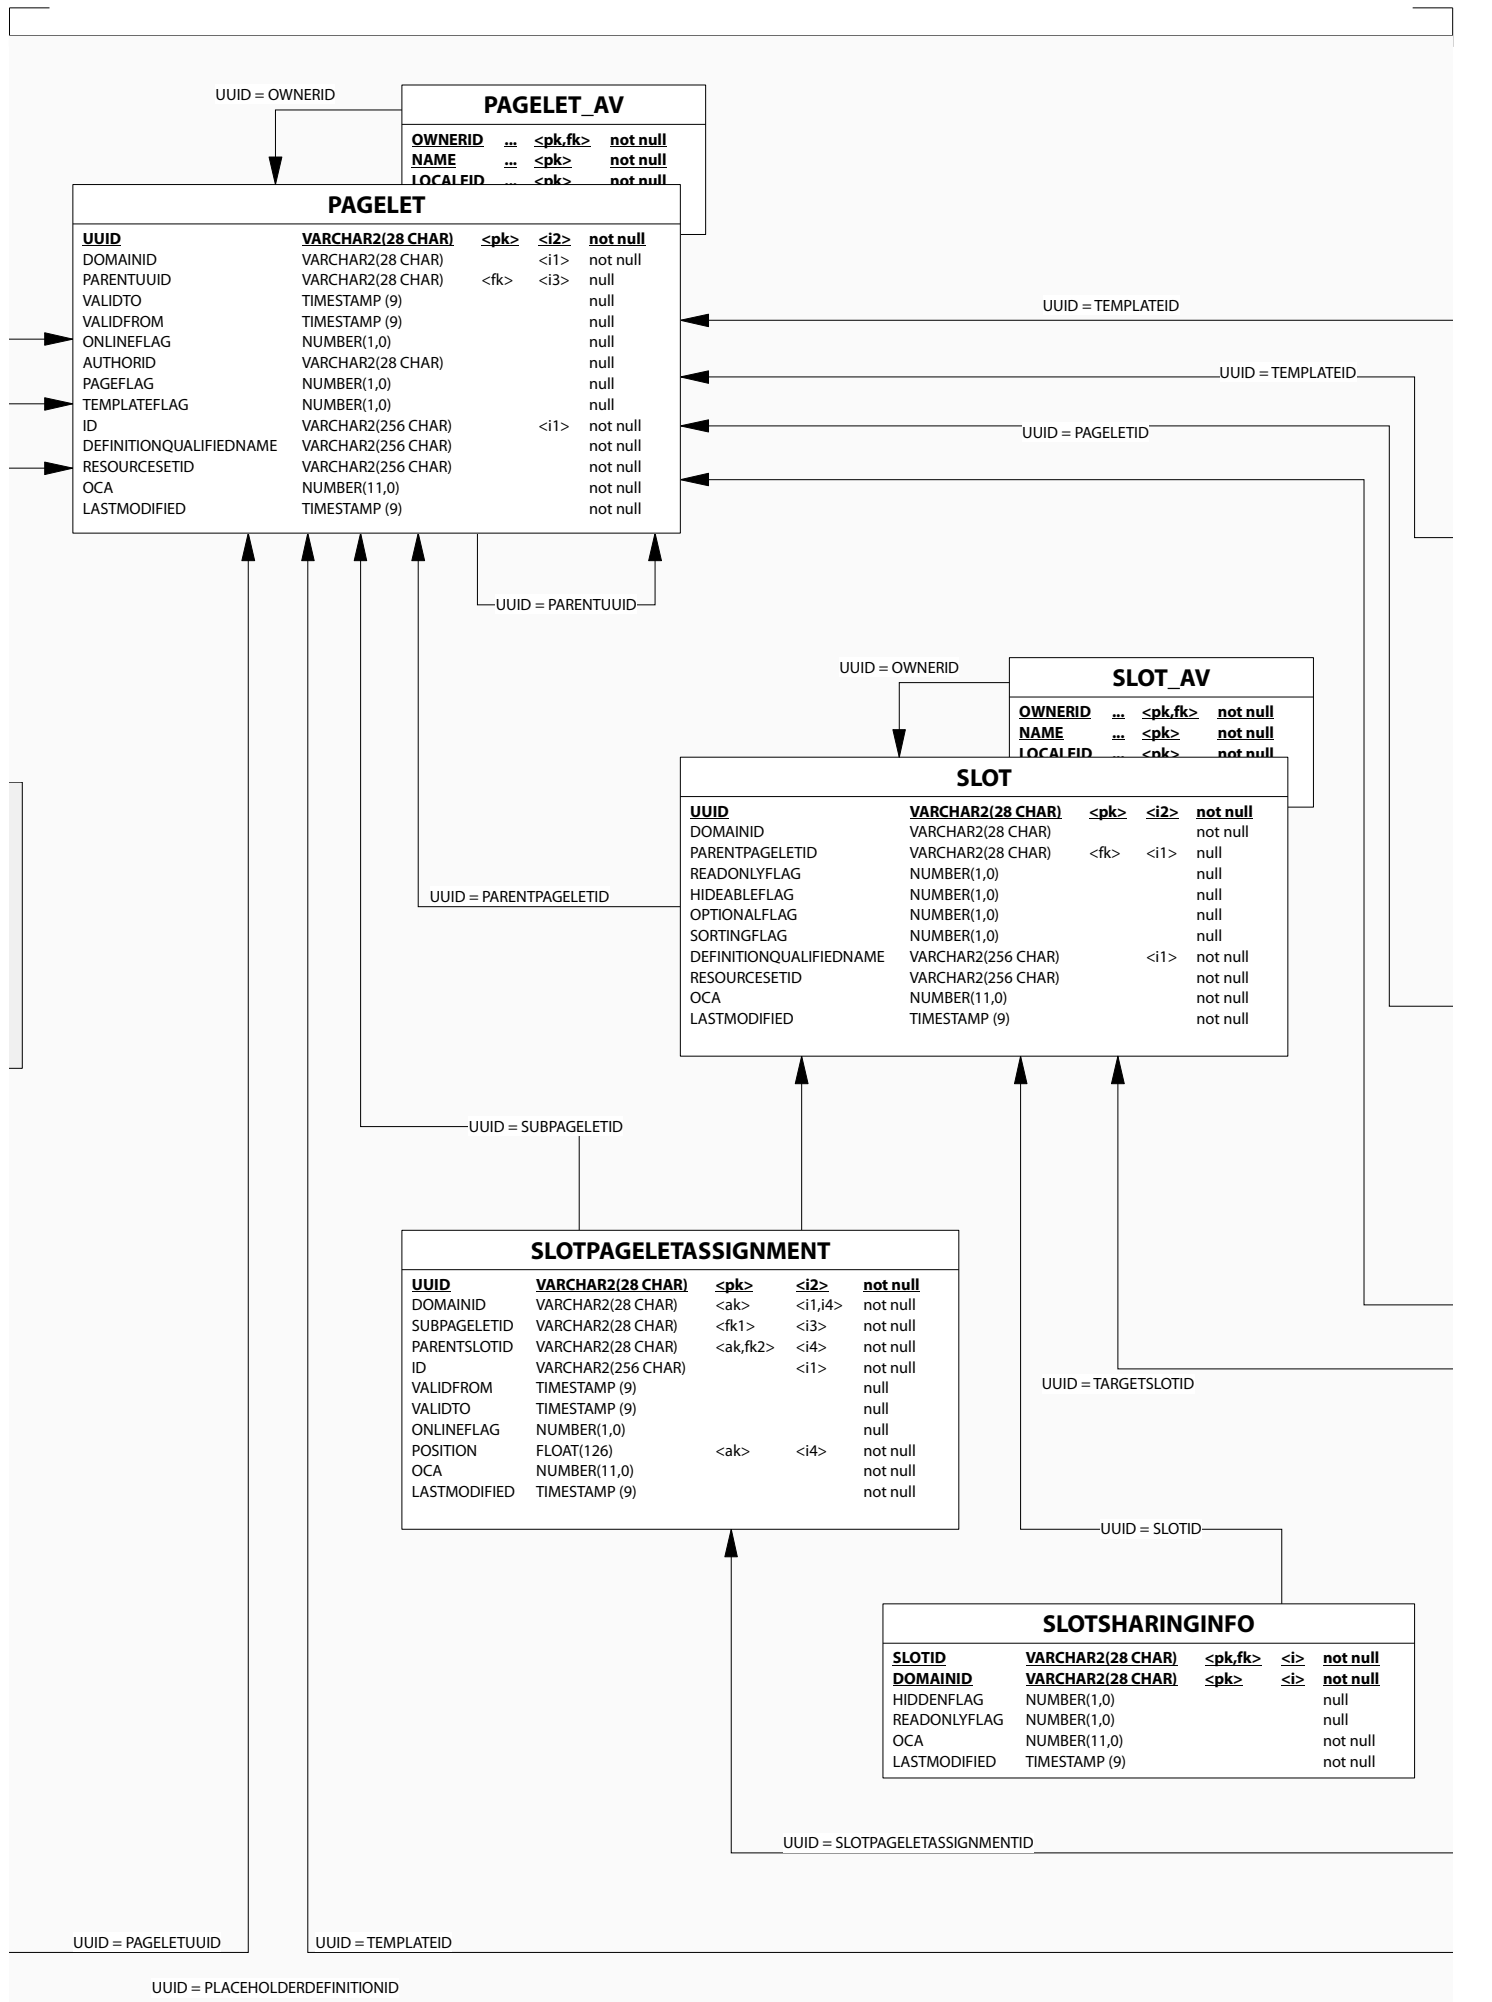 UUID = OWNERID
PAGELET_AV
OWNERID ... <pk,fk> not null
NAME ... <pk> not null
LOCALEID ... <pk> not null
PAGELET
UUID VARCHAR2(28 CHAR) <pk> <i2> not null
DOMAINID VARCHAR2(28 CHAR) <i1> not null
PARENTUUID VARCHAR2(28 CHAR) <fk> <i3> null
VALIDTO TIMESTAMP (9) null
VALIDFROM TIMESTAMP (9) null
ONLINEFLAG NUMBER(1,0) null
AUTHORID VARCHAR2(28 CHAR) null
PAGEFLAG NUMBER(1,0) null
TEMPLATEFLAG NUMBER(1,0) null
ID VARCHAR2(256 CHAR) <i1> not null
DEFINITIONQUALIFIEDNAME VARCHAR2(256 CHAR) not null
RESOURCESETID VARCHAR2(256 CHAR) not null
OCA NUMBER(11,0) not null
LASTMODIFIED TIMESTAMP (9) not null
UUID = TEMPLATEID
UUID = TEMPLATEID
UUID = PAGELETID
UUID = PARENTUUID
UUID = OWNERID
SLOT_AV
OWNERID ... <pk,fk> not null
NAME ... <pk> not null
LOCALEID ... <pk> not null
SLOT
UUID VARCHAR2(28 CHAR) <pk> <i2> not null
DOMAINID VARCHAR2(28 CHAR) not null
PARENTPAGELETID VARCHAR2(28 CHAR) <fk> <i1> null
READONLYFLAG NUMBER(1,0) null
HIDEABLEFLAG NUMBER(1,0) null
OPTIONALFLAG NUMBER(1,0) null
SORTINGFLAG NUMBER(1,0) null
DEFINITIONQUALIFIEDNAME VARCHAR2(256 CHAR) <i1> not null
RESOURCESETID VARCHAR2(256 CHAR) not null
OCA NUMBER(11,0) not null
LASTMODIFIED TIMESTAMP (9) not null
UUID = PARENTPAGELETID
UUID = SUBPAGELETID
SLOTPAGELETASSIGNMENT
UUID VARCHAR2(28 CHAR) <pk> <i2> not null
DOMAINID VARCHAR2(28 CHAR) <ak> <i1,i4> not null
SUBPAGELETID VARCHAR2(28 CHAR) <fk1> <i3> not null
PARENTSLOTID VARCHAR2(28 CHAR) <ak,fk2> <i4> not null
ID VARCHAR2(256 CHAR) <i1> not null
VALIDFROM TIMESTAMP (9) null
VALIDTO TIMESTAMP (9) null
ONLINEFLAG NUMBER(1,0) null
POSITION FLOAT(126) <ak> <i4> not null
OCA NUMBER(11,0) not null
LASTMODIFIED TIMESTAMP (9) not null
UUID = TARGETSLOTID
UUID = SLOTID
SLOTSHARINGINFO
SLOTID VARCHAR2(28 CHAR) <pk,fk> <i> not null
DOMAINID VARCHAR2(28 CHAR) <pk> <i> not null
HIDDENFLAG NUMBER(1,0) null
READONLYFLAG NUMBER(1,0) null
OCA NUMBER(11,0) not null
LASTMODIFIED TIMESTAMP (9) not null
UUID = SLOTPAGELETASSIGNMENTID
UUID = PAGELETUUID
UUID = TEMPLATEID
UUID = PLACEHOLDERDEFINITIONID